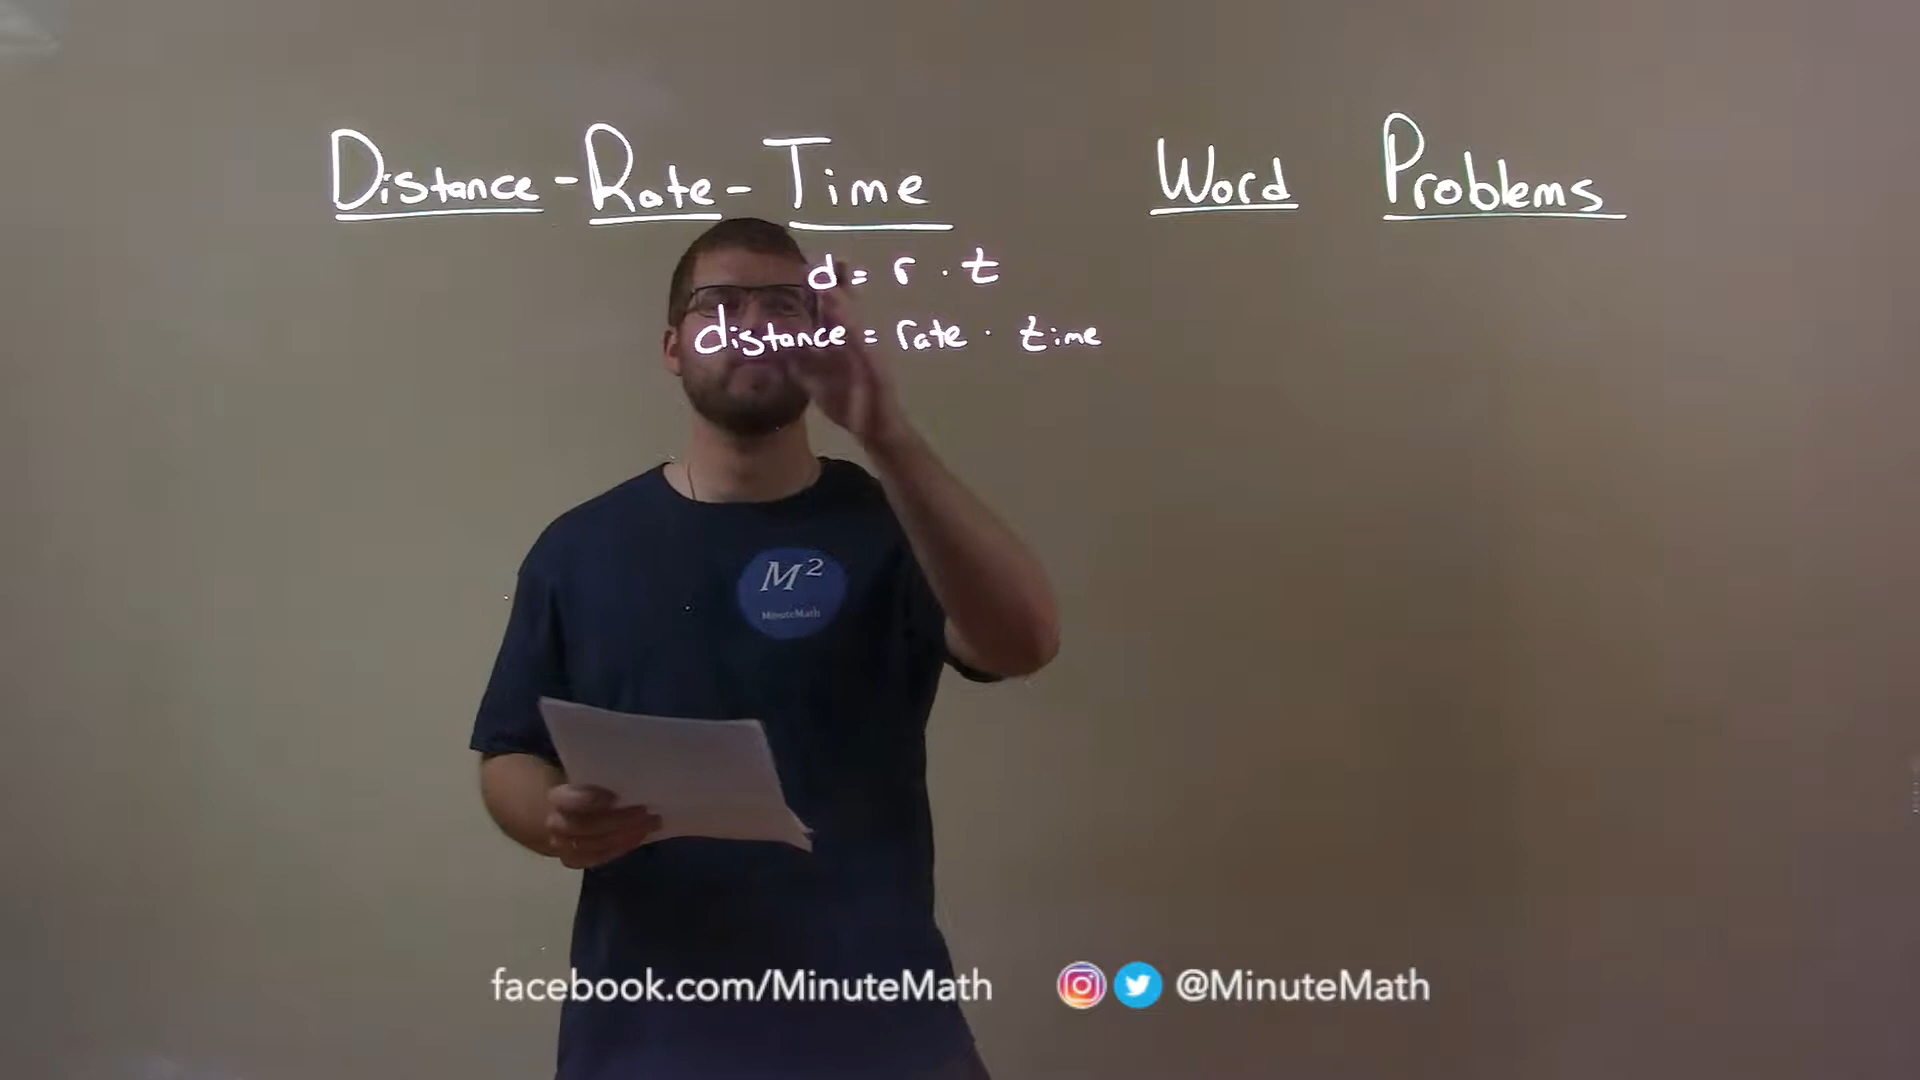 Distance - Rate - Time Word Problems
d = r · t
distance = rate · time
M²
MinuteMath
facebook.com/MinuteMath @MinuteMath